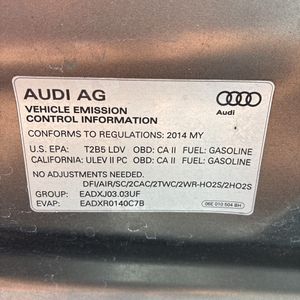 AUDI AG
Audi
VEHICLE EMISSION
CONTROL INFORMATION
CONFORMS TO REGULATIONS: 2014 MY
U.S. EPA: T2B5 LDV OBD: CA II FUEL: GASOLINE
CALIFORNIA: ULEV II PC OBD: CA II FUEL: GASOLINE
NO ADJUSTMENTS NEEDED.
DFI/AIR/SC/2CAC/2TWC/2WR-HO2S/2HO2S
GROUP: EADXJ03.03UF
EVAP: EADXR0140C7B
06E 010 504 BH